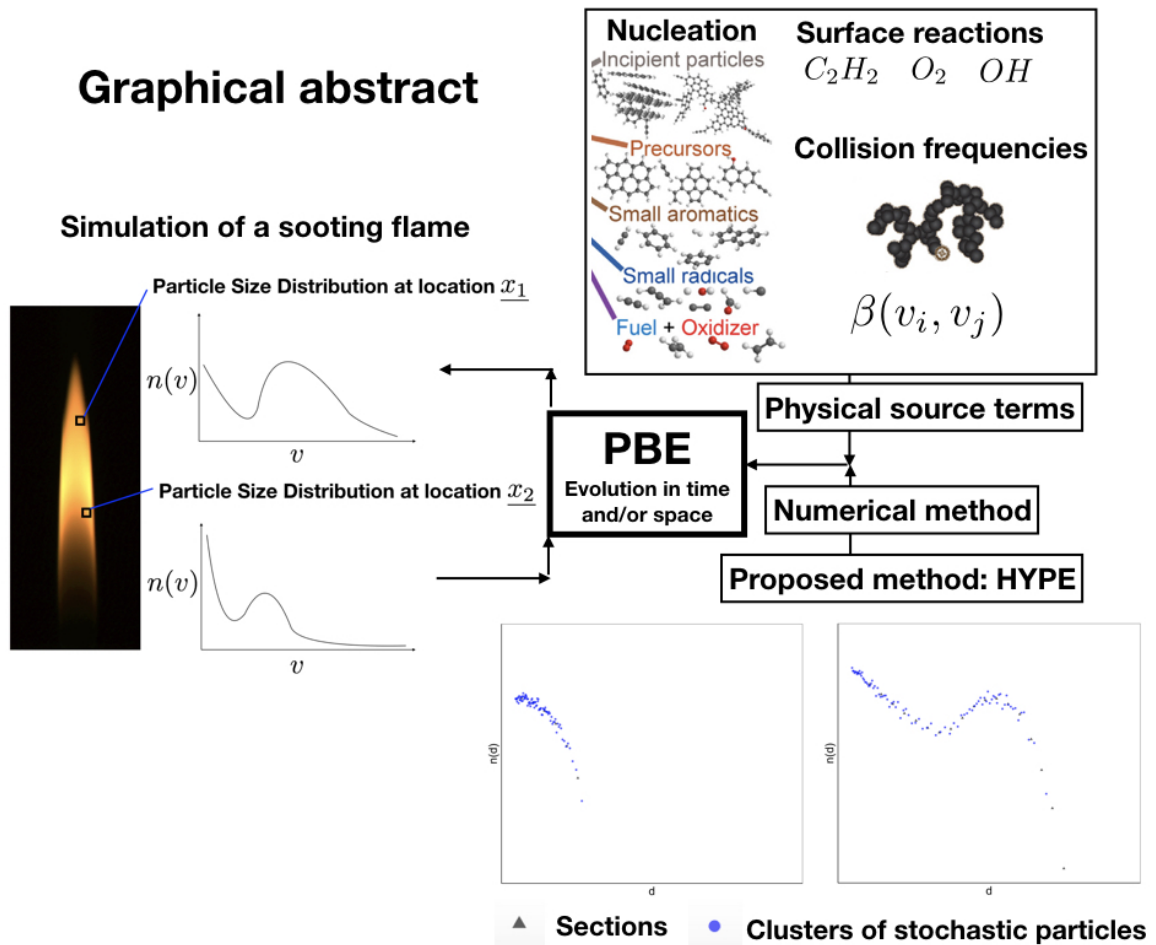 Graphical abstract
Nucleation
Incipient particles
Precursors
Small aromatics
Small radicals
Fuel + Oxidizer
Surface reactions
C₂H₂ O₂ OH
Collision frequencies
β(vᵢ, vⱼ)
Simulation of a sooting flame
Particle Size Distribution at location x₁
n(v)
v
Particle Size Distribution at location x₂
n(v)
v
PBE
Evolution in time
and/or space
Physical source terms
Numerical method
Proposed method: HYPE
n(d)
d
n(d)
d
Sections
Clusters of stochastic particles